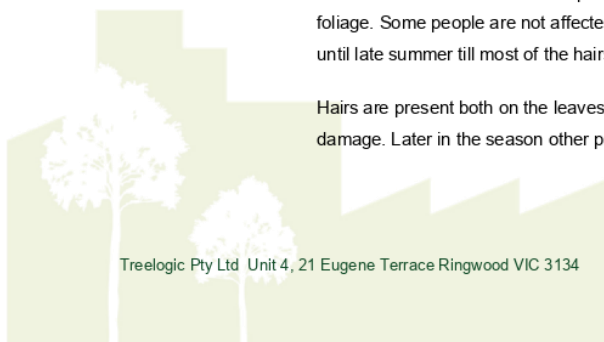 foliage. Some people are not affecte
until late summer till most of the hair
Hairs are present both on the leaves
damage. Later in the season other p
Treelogic Pty Ltd Unit 4, 21 Eugene Terrace Ringwood VIC 3134